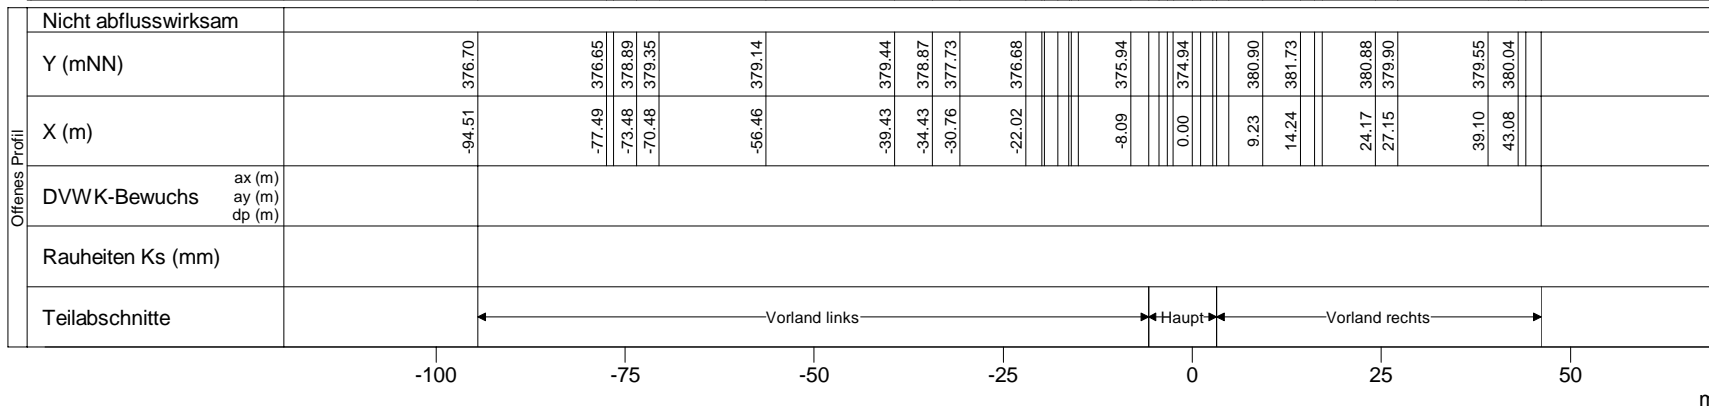 Offenes Profil
Nicht abflusswirksam
Y (mNN) 376.70 376.65 378.89 379.35 379.14 379.44 378.87 377.73 376.68 375.94 374.94 380.90 381.73 380.88 379.90 379.55 380.04
X (m) -94.51 -77.49 -73.48 -70.48 -56.46 -39.43 -34.43 -30.76 -22.02 -8.09 0.00 9.23 14.24 24.17 27.15 39.10 43.08
DVWK-Bewuchs
ax (m)
ay (m)
dp (m)
Rauheiten Ks (mm)
Teilabschnitte Vorland links Haupt Vorland rechts
-100 -75 -50 -25 0 25 50
m